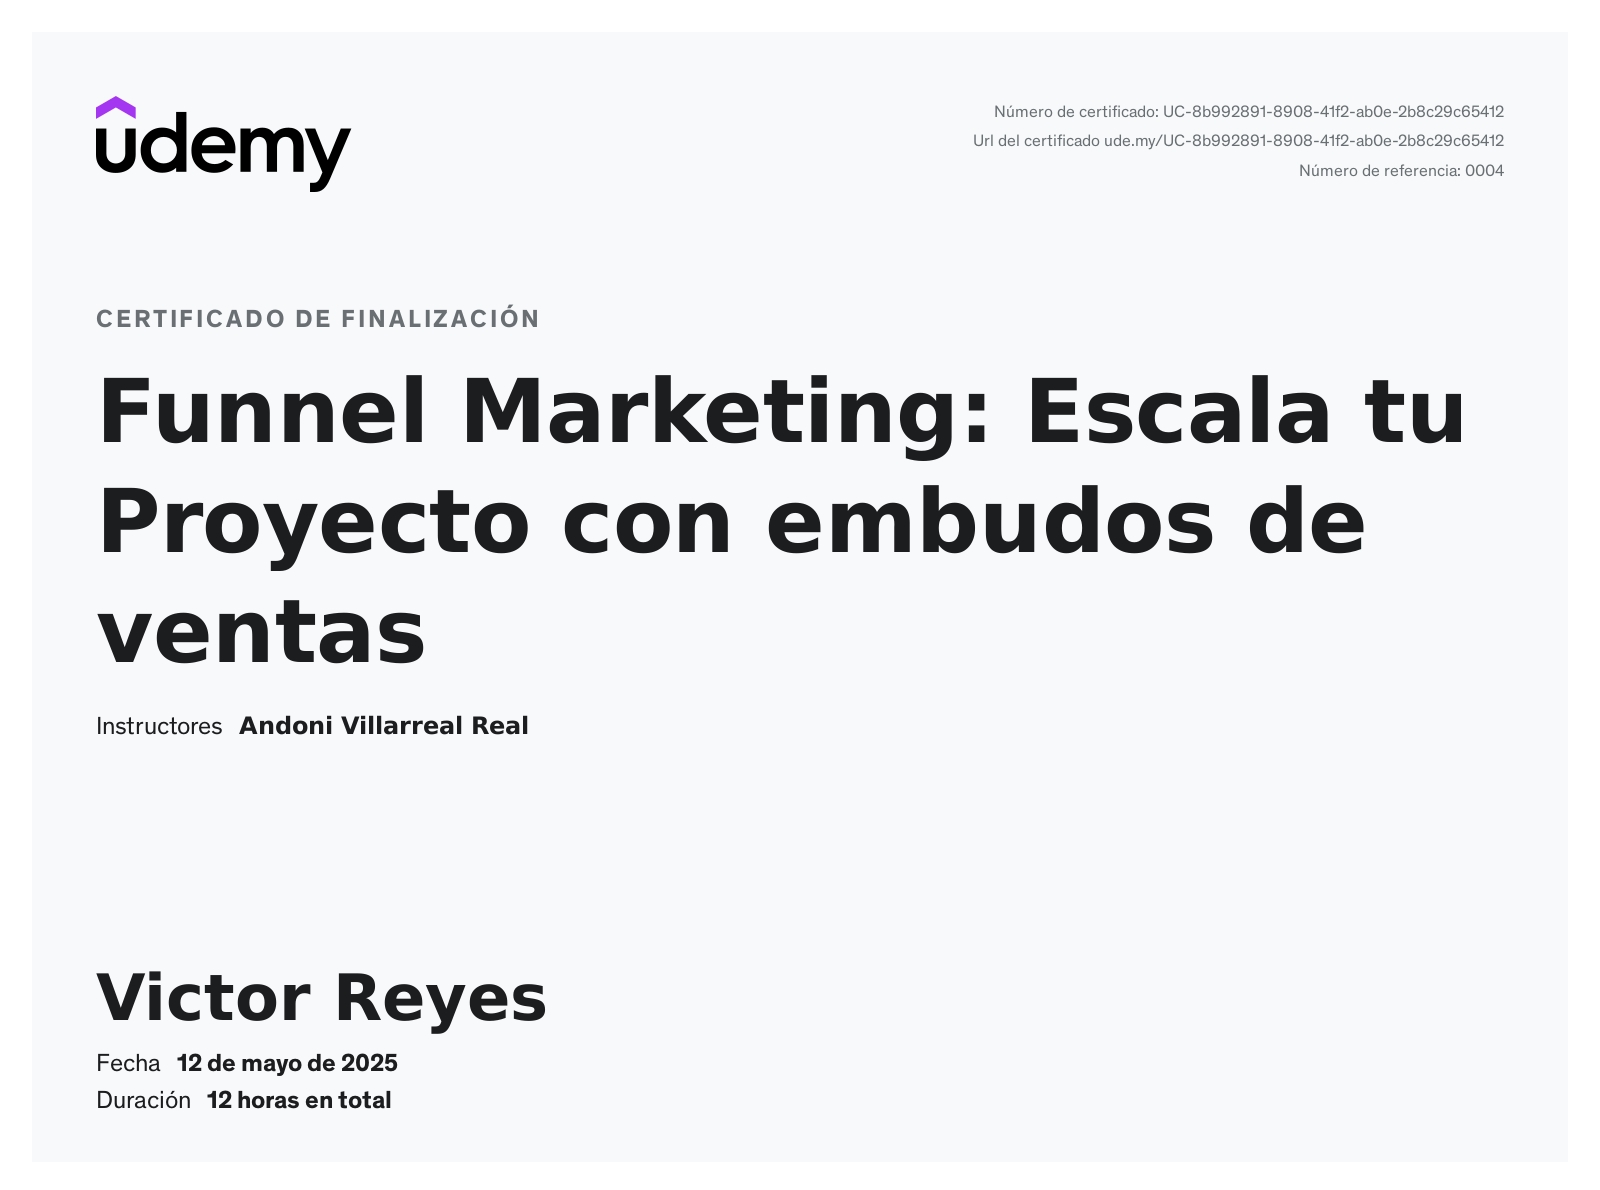 udemy
Número de certificado: UC-8b992891-8908-41f2-ab0e-2b8c29c65412
Url del certificado ude.my/UC-8b992891-8908-41f2-ab0e-2b8c29c65412
Número de referencia: 0004
CERTIFICADO DE FINALIZACIÓN
Funnel Marketing: Escala tu
Proyecto con embudos de
ventas
Instructores Andoni Villarreal Real
Victor Reyes
Fecha 12 de mayo de 2025
Duración 12 horas en total